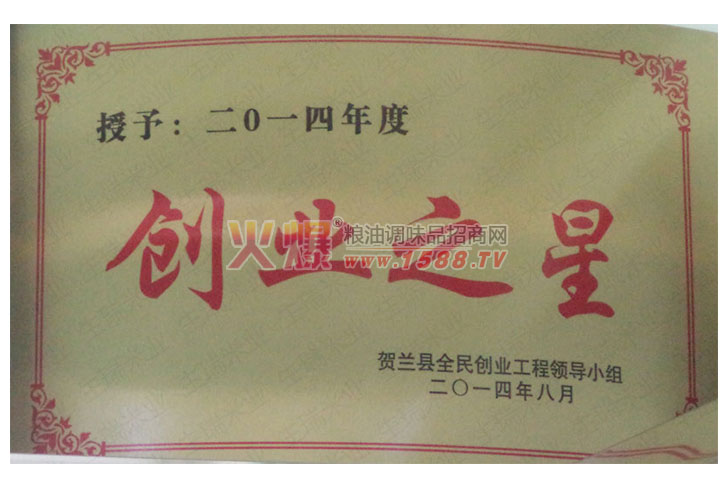 授予：二0一四年度
创业之星
火爆®粮油调味品招商网
www.1588.TV
贺兰县全民创业工程领导小组
二〇一四年八月